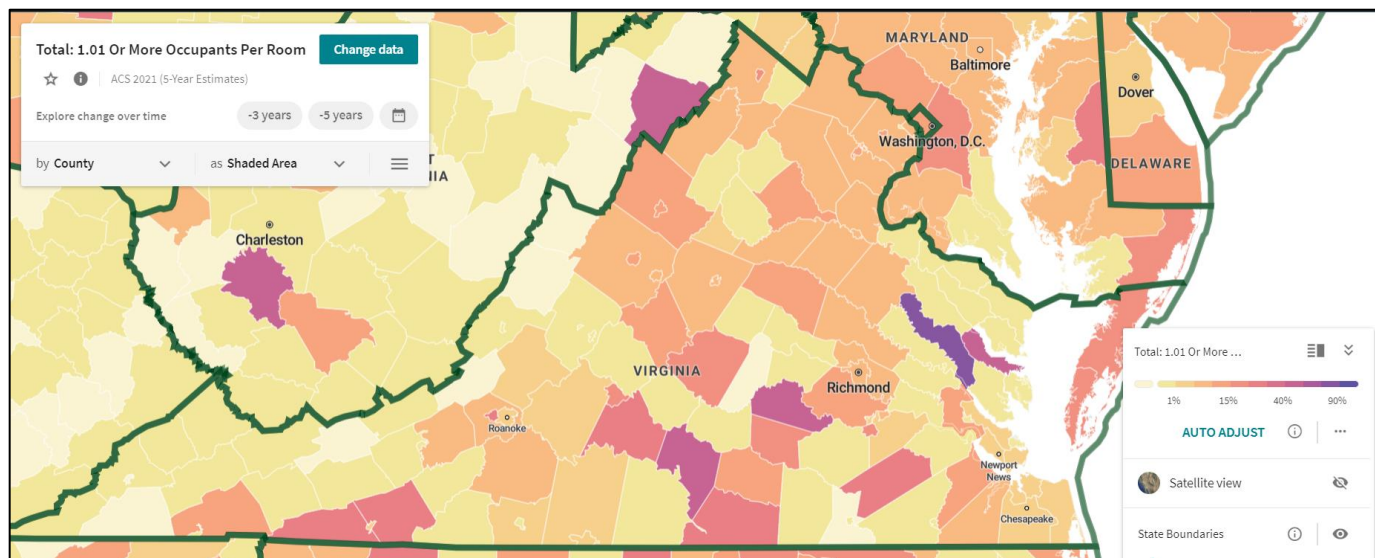 Total: 1.01 Or More Occupants Per Room
Change data
ACS 2021 (5-Year Estimates)
Explore change over time
-3 years
-5 years
by County
as Shaded Area
T
NIA
MARYLAND
Baltimore
Dover
Washington, D.C.
DELAWARE
Charleston
VIRGINIA
Richmond
Roanoke
Newport
News
Chesapeake
Total: 1.01 Or More ...
1% 15% 40% 90%
AUTO ADJUST
Satellite view
State Boundaries